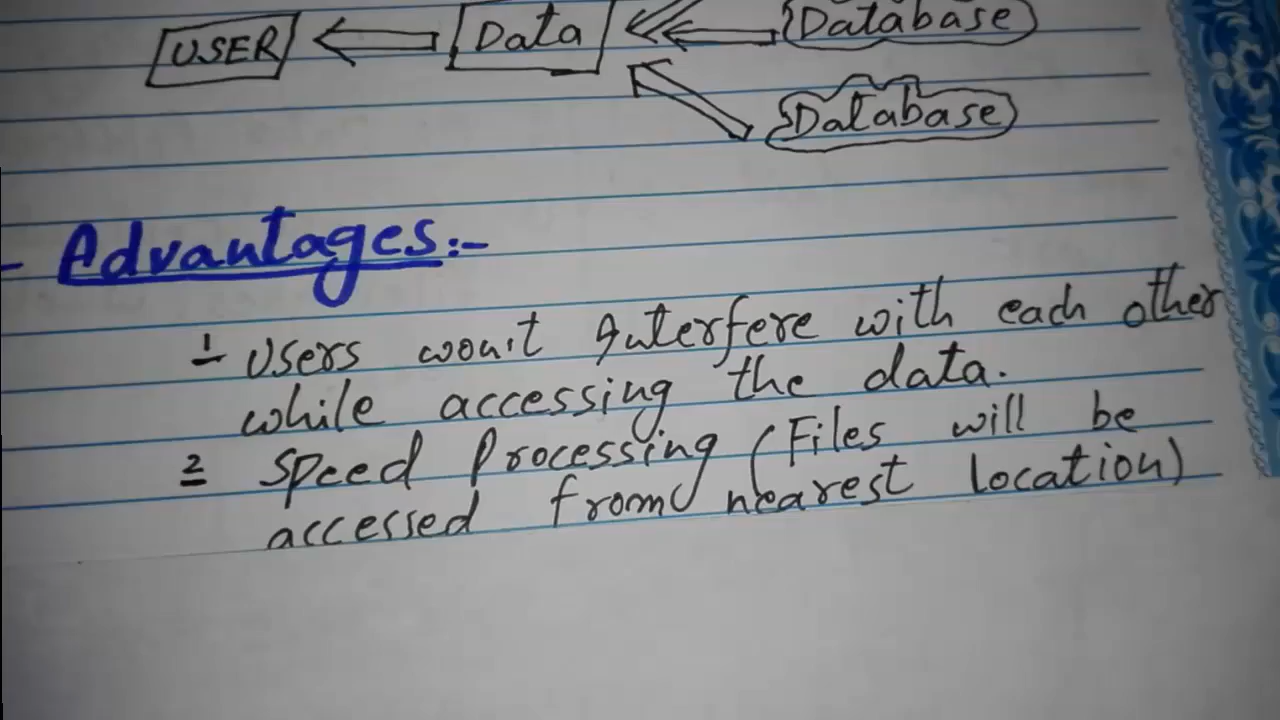 USER Data Database
Database
- Advantages:-
1- Users won't Interfere with each other
while accessing the data.
2= Speed Processing (Files will be
accessed from nearest location)